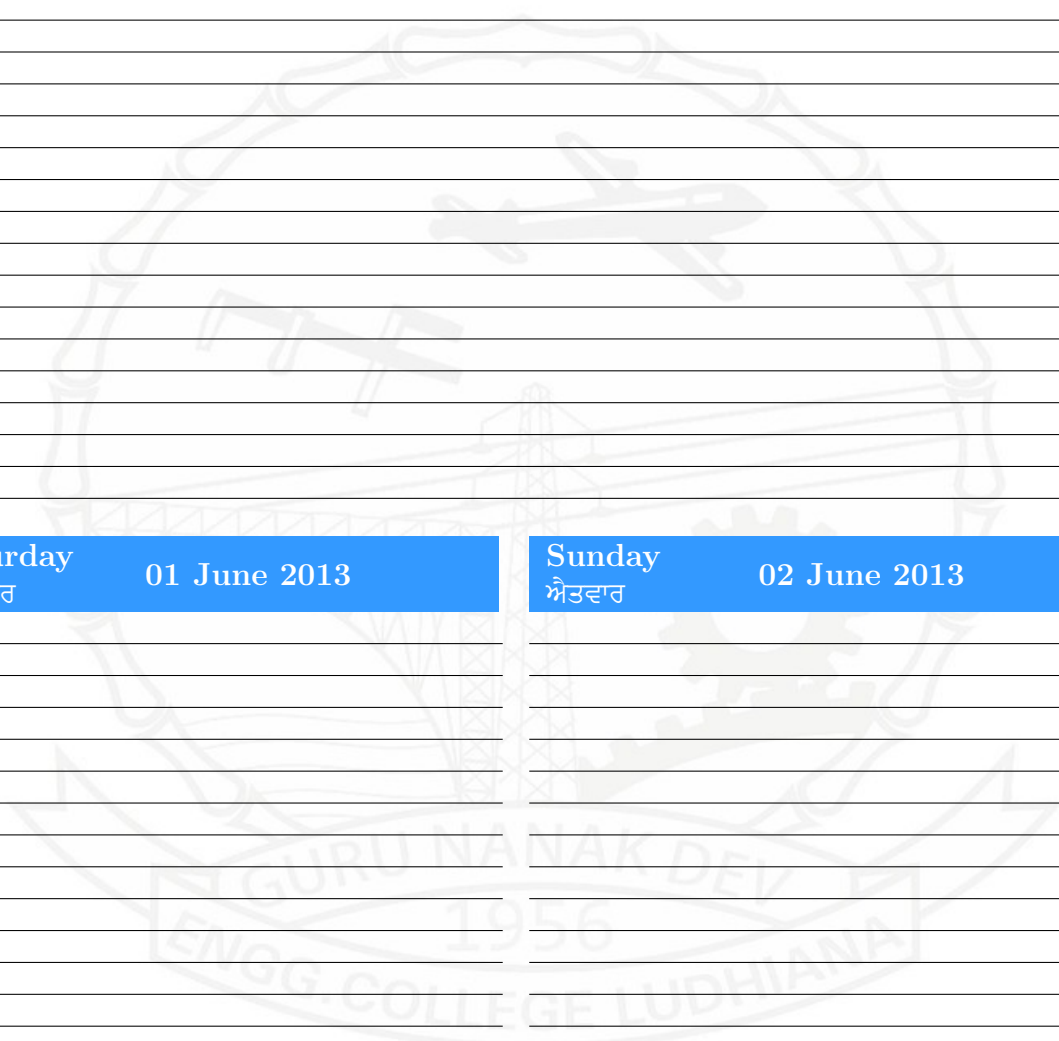 01 June 2013
Sunday
ਐਤਵਾਰ
02 June 2013
GURU NANAK DEV
1956
ENGG.COLLEGE LUDHIANA